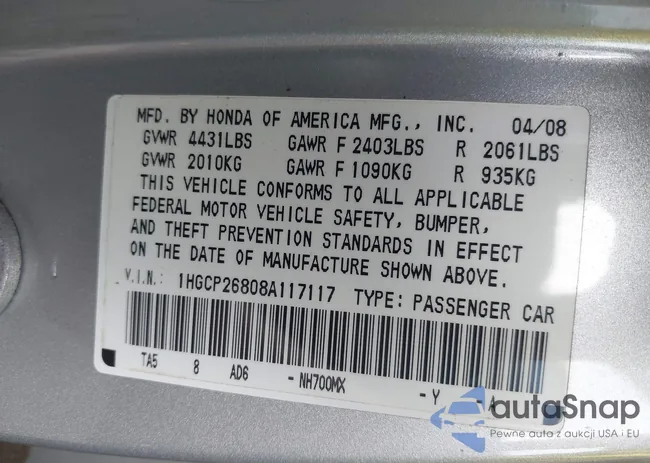 MFD. BY HONDA OF AMERICA MFG., INC. 04/08
GVWR 4431LBS GAWR F 2403LBS R 2061LBS
GVWR 2010KG GAWR F 1090KG R 935KG
THIS VEHICLE CONFORMS TO ALL APPLICABLE
FEDERAL MOTOR VEHICLE SAFETY, BUMPER,
AND THEFT PREVENTION STANDARDS IN EFFECT
ON THE DATE OF MANUFACTURE SHOWN ABOVE.
V.I.N.: 1HGCP26808A117117 TYPE: PASSENGER CAR
TA5 8 AD6 -NH700MX -Y -A
autoSnap
Pewne auta z aukcji USA i EU